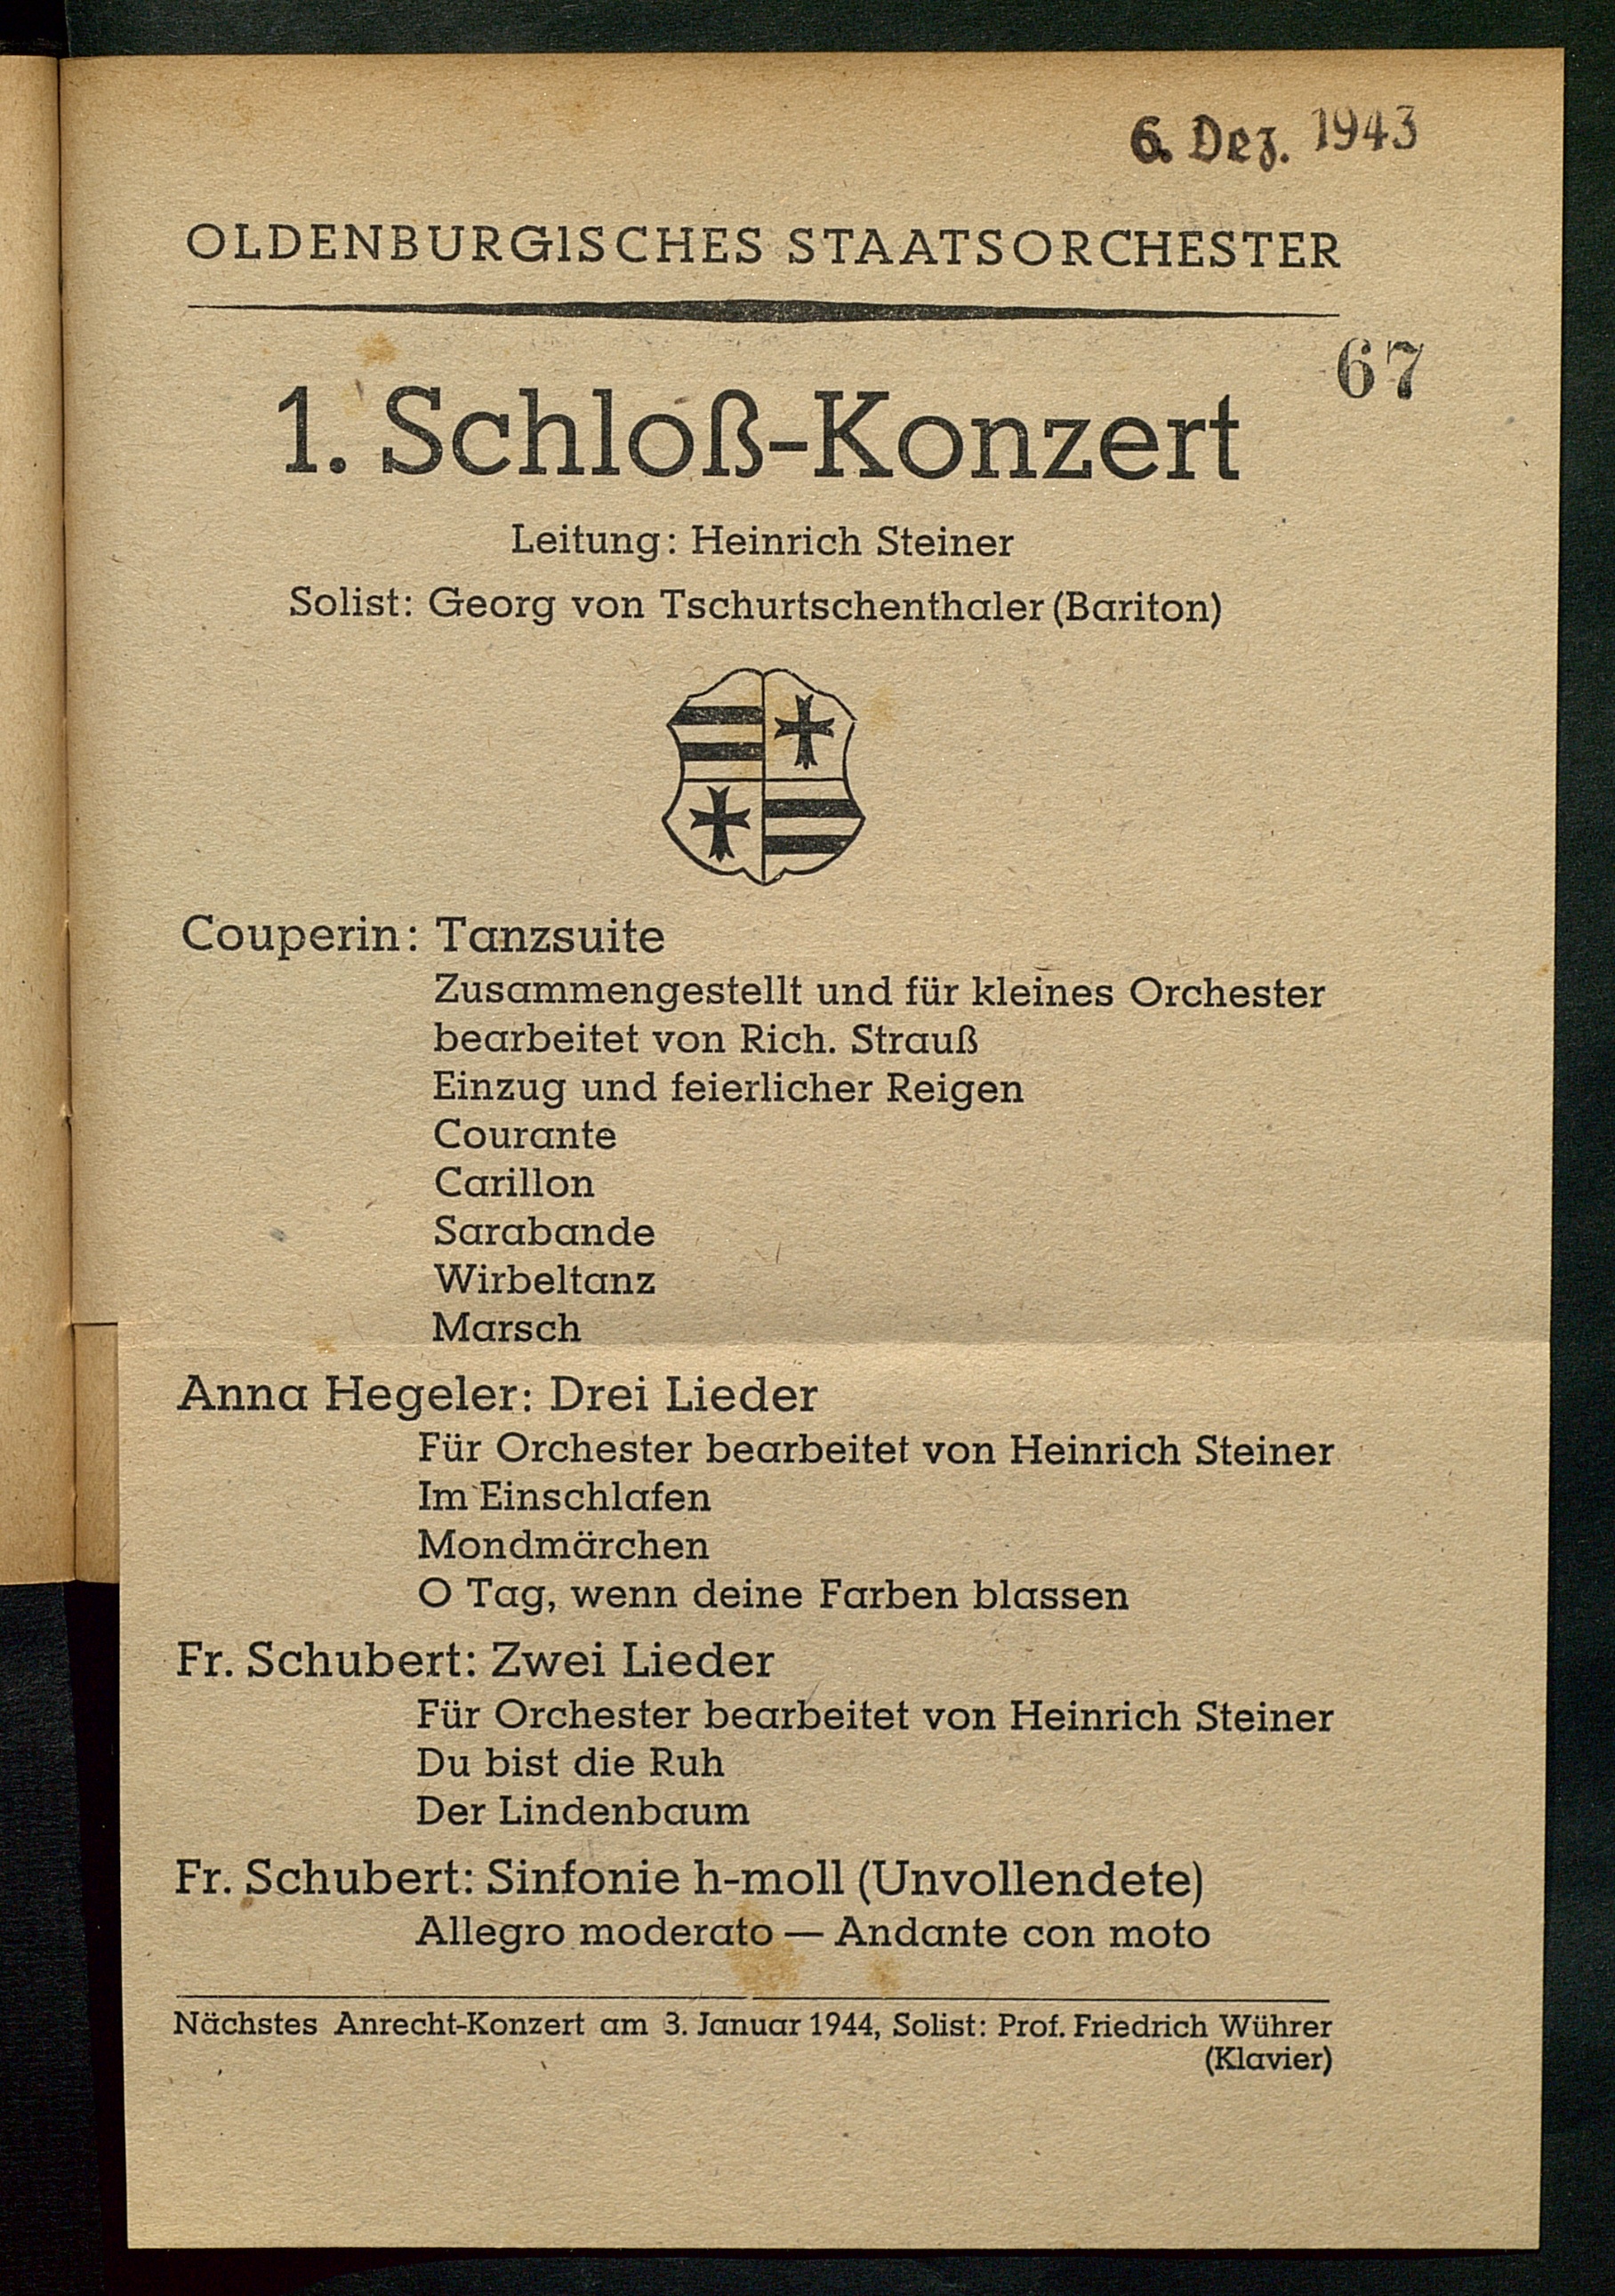 6. Dez. 1943
OLDENBURGISCHES STAATSORCHESTER
67
1. Schloß-Konzert
Leitung: Heinrich Steiner
Solist: Georg von Tschurtschenthaler (Bariton)
Couperin: Tanzsuite
Zusammengestellt und für kleines Orchester
bearbeitet von Rich. Strauß
Einzug und feierlicher Reigen
Courante
Carillon
Sarabande
Wirbeltanz
Marsch
Anna Hegeler: Drei Lieder
Für Orchester bearbeitet von Heinrich Steiner
Im Einschlafen
Mondmärchen
O Tag, wenn deine Farben blassen
Fr. Schubert: Zwei Lieder
Für Orchester bearbeitet von Heinrich Steiner
Du bist die Ruh
Der Lindenbaum
Fr. Schubert: Sinfonie h-moll (Unvollendete)
Allegro moderato — Andante con moto
Nächstes Anrecht-Konzert am 3. Januar 1944, Solist: Prof. Friedrich Wührer
(Klavier)